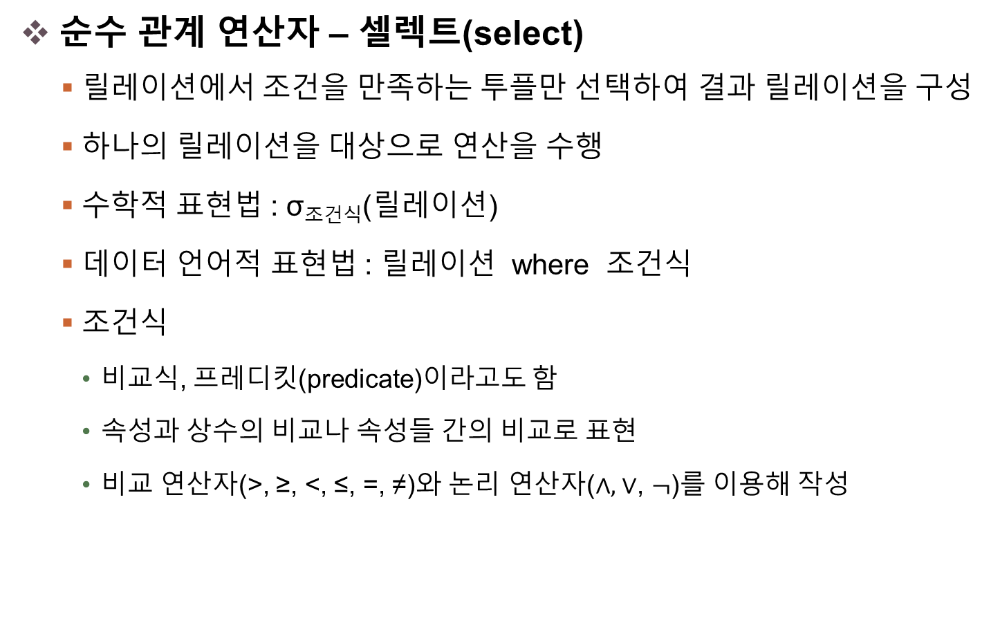 ❖ 순수 관계 연산자 – 셀렉트(select)
▪ 릴레이션에서 조건을 만족하는 투플만 선택하여 결과 릴레이션을 구성
▪ 하나의 릴레이션을 대상으로 연산을 수행
▪ 수학적 표현법 : σ조건식(릴레이션)
▪ 데이터 언어적 표현법 : 릴레이션 where 조건식
▪ 조건식
• 비교식, 프레디킷(predicate)이라고도 함
• 속성과 상수의 비교나 속성들 간의 비교로 표현
• 비교 연산자(>, ≥, <, ≤, =, ≠)와 논리 연산자(∧, ∨, ¬)를 이용해 작성